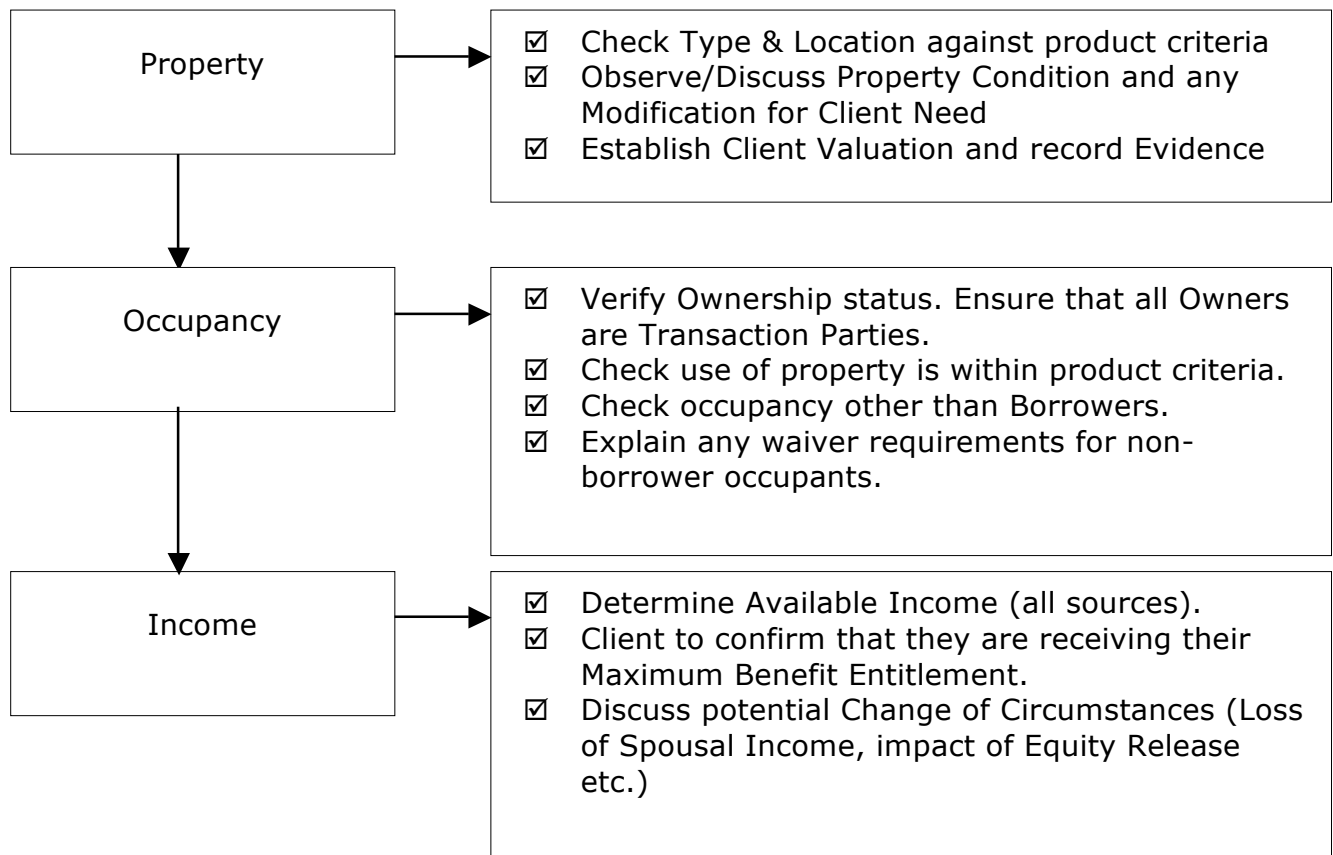 Property
☑ Check Type & Location against product criteria
☑ Observe/Discuss Property Condition and any
Modification for Client Need
☑ Establish Client Valuation and record Evidence
Occupancy
☑ Verify Ownership status. Ensure that all Owners
are Transaction Parties.
☑ Check use of property is within product criteria.
☑ Check occupancy other than Borrowers.
☑ Explain any waiver requirements for non-
borrower occupants.
Income
☑ Determine Available Income (all sources).
☑ Client to confirm that they are receiving their
Maximum Benefit Entitlement.
☑ Discuss potential Change of Circumstances (Loss
of Spousal Income, impact of Equity Release
etc.)